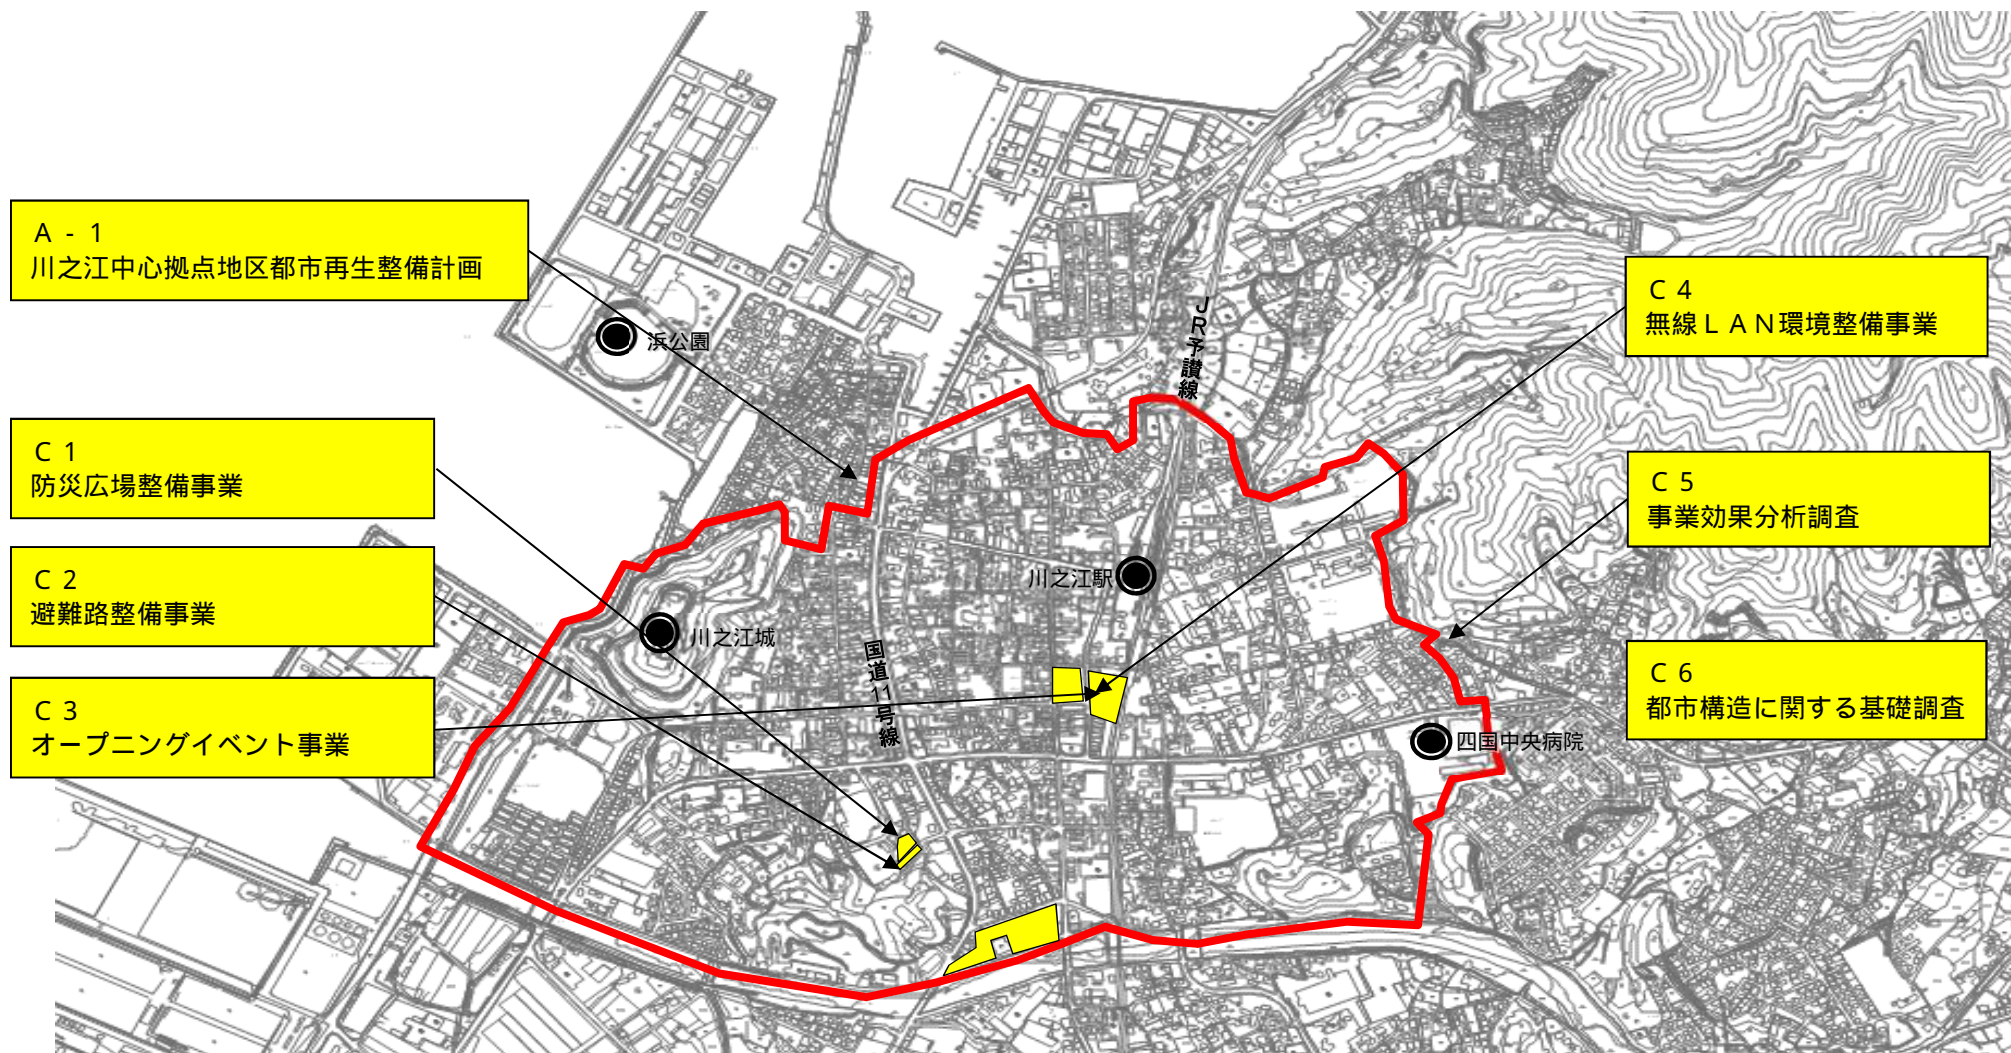 Ａ - １
川之江中心拠点地区都市再生整備計画
Ｃ１
防災広場整備事業
Ｃ２
避難路整備事業
Ｃ３
オープニングイベント事業
浜公園
川之江城
国道11号線
川之江駅
ＪＲ予讃線
四国中央病院
Ｃ４
無線ＬＡＮ環境整備事業
Ｃ５
事業効果分析調査
Ｃ６
都市構造に関する基礎調査